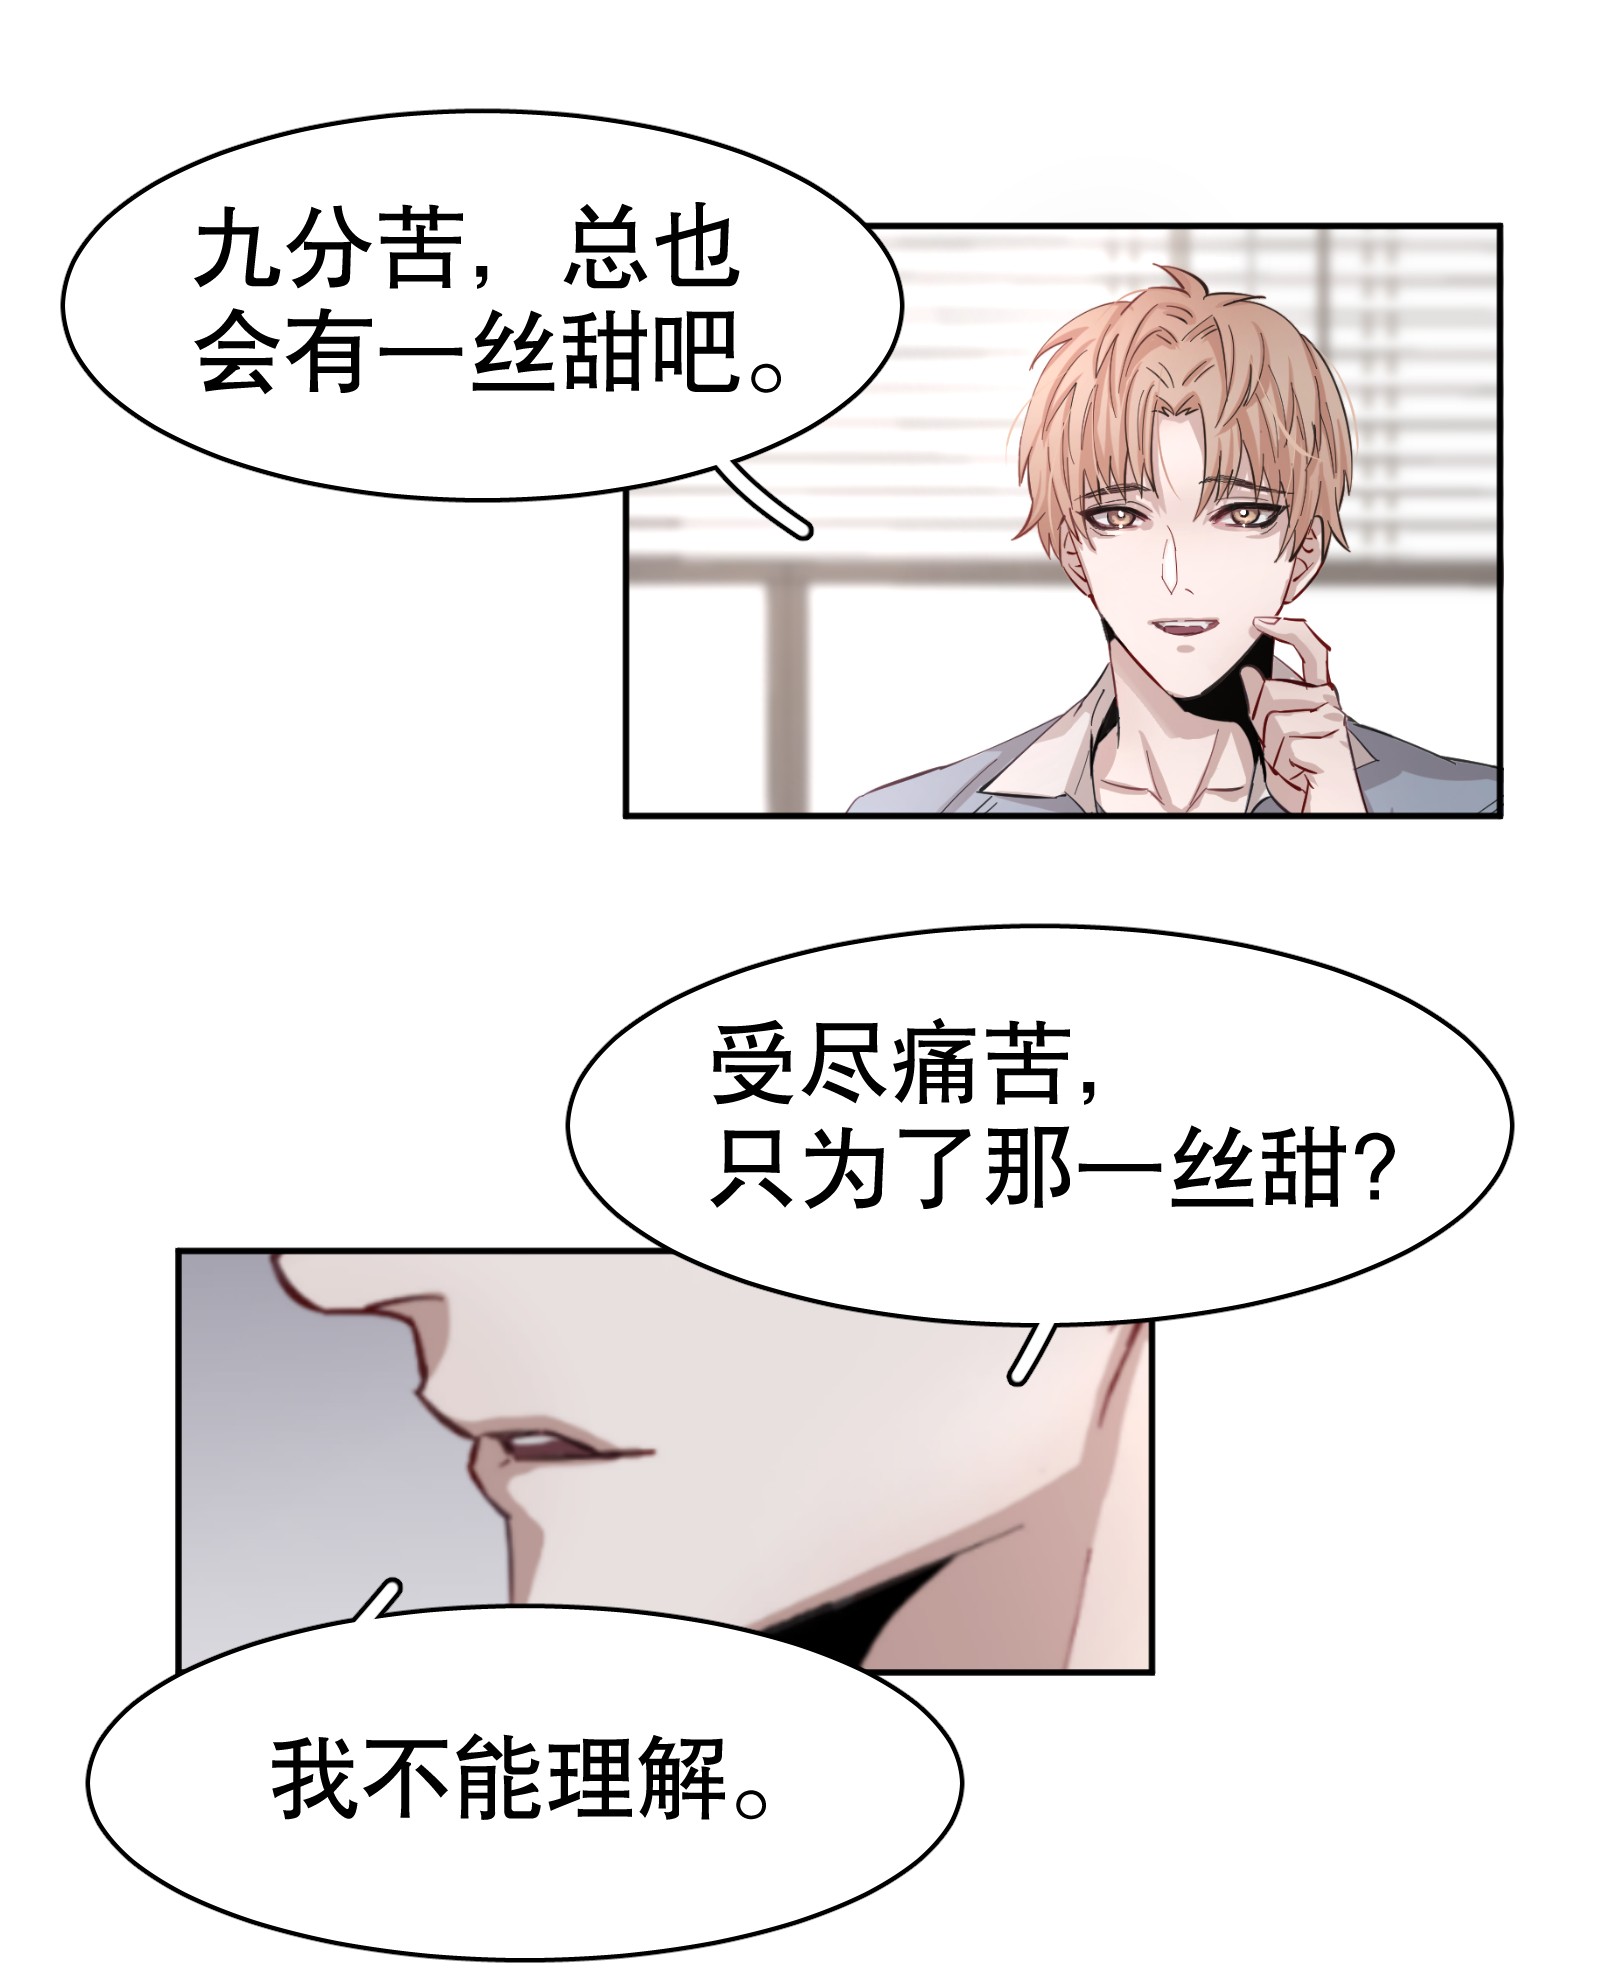 九分苦，总也
会有一丝甜吧。
受尽痛苦，
只为了那一丝甜？
我不能理解。